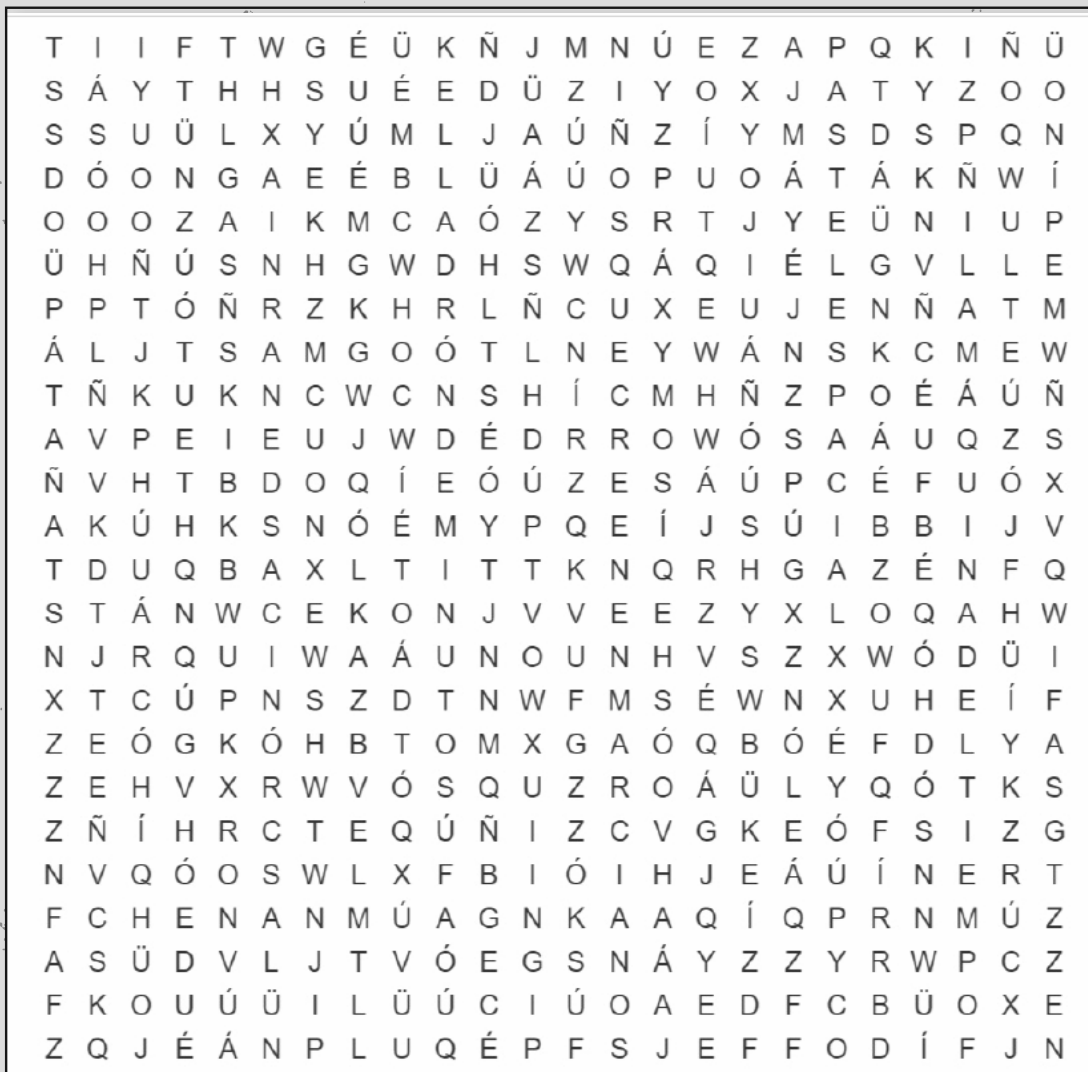 T I I F T W G É Ü K Ñ J M N Ú E Z A P Q K I Ñ Ü
S Á Y T H H S U É E D Ü Z I Y O X J A T Y Z O O
S S U Ü L X Y Ú M L J A Ú Ñ Z Í Y M S D S P Q N
D Ó O N G A E É B L Ü Á Ú O P U O Á T Á K Ñ W Í
O O O Z A I K M C A Ó Z Y S R T J Y E Ü N I U P
Ü H Ñ Ú S N H G W D H S W Q Á Q I É L G V L L E
P P T Ó Ñ R Z K H R L Ñ C U X E U J E N Ñ A T M
Á L J T S A M G O Ó T L N E Y W Á N S K C M E W
T Ñ K U K N C W C N S H Í C M H Ñ Z P O É Á Ú Ñ
A V P E I E U J W D É D R R O W Ó S A Á U Q Z S
Ñ V H T B D O Q Í E Ó Ú Z E S Á Ú P C É F U Ó X
A K Ú H K S N Ó É M Y P Q E Í J S Ú I B B I J V
T D U Q B A X L T I T T K N Q R H G A Z É N F Q
S T Á N W C E K O N J V V E E Z Y X L O Q A H W
N J R Q U I W A Á U N O U N H V S Z X W Ó D Ü I
X T C Ú P N S Z D T N W F M S É W N X U H E Í F
Z E Ó G K Ó H B T O M X G A Ó Q B Ó É F D L Y A
Z E H V X R W V Ó S Q U Z R O Á Ü L Y Q Ó T K S
Z Ñ Í H R C T E Q Ú Ñ I Z C V G K E Ó F S I Z G
N V Q Ó O S W L X F B I Ó I H J E Á Ú Í N E R T
F C H E N A N M Ú A G N K A A Q Í Q P R N M Ú Z
A S Ü D V L J T V Ó E G S N Á Y Z Z Y R W P C Z
F K O U Ú Ü I L Ü Ú C I Ú O A E D F C B Ü O X E
Z Q J É Á N P L U Q É P F S J E F F O D Í F J N